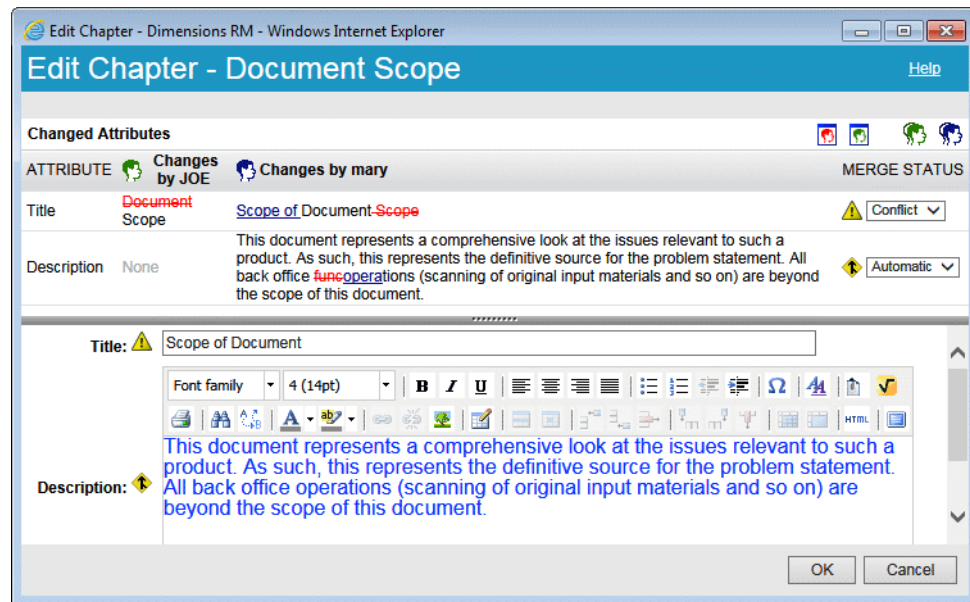 Edit Chapter - Dimensions RM - Windows Internet Explorer
Edit Chapter - Document Scope
Help
Changed Attributes
ATTRIBUTE Changes by JOE Changes by mary MERGE STATUS
Title Document Scope Scope of Document Scope Conflict
Description None This document represents a comprehensive look at the issues relevant to such a
product. As such, this represents the definitive source for the problem statement. All
back office funcoperations (scanning of original input materials and so on) are beyond
the scope of this document.
Automatic
Title: Scope of Document
Font family 4 (14pt) B I U Ω A
A ab HTML
Description:
This document represents a comprehensive look at the issues relevant to such a
product. As such, this represents the definitive source for the problem statement.
All back office operations (scanning of original input materials and so on) are
beyond the scope of this document.
OK Cancel